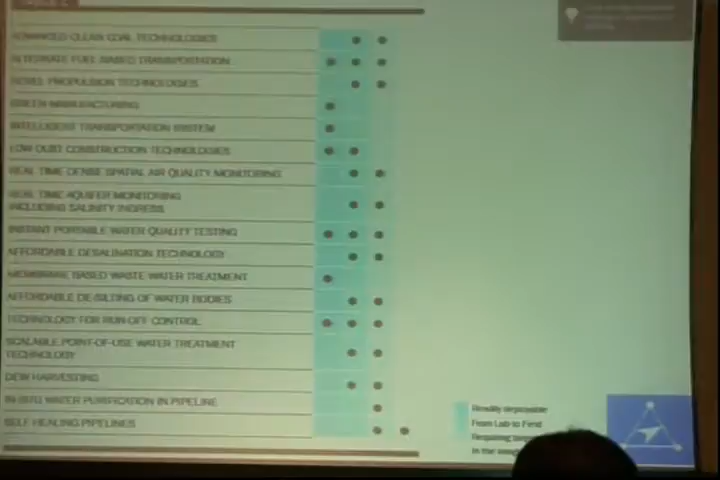 ADVANCED CLEAN COAL TECHNOLOGIES
ALTERNATE FUEL BASED TRANSPORTATION
NOVEL PROPULSION TECHNOLOGIES
GREEN MANUFACTURING
INTELLIGENT TRANSPORTATION SYSTEM
LOW DUST CONSTRUCTION TECHNOLOGIES
REAL TIME DENSE SPATIAL AIR QUALITY MONITORING
REAL TIME AQUIFER MONITORING
INCLUDING SALINITY INGRESS
INSTANT PORTABLE WATER QUALITY TESTING
AFFORDABLE DESALINATION TECHNOLOGY
MEMBRANE BASED WASTE WATER TREATMENT
AFFORDABLE DE-SILTING OF WATER BODIES
TECHNOLOGY FOR RUN-OFF CONTROL
SCALABLE POINT-OF-USE WATER TREATMENT
TECHNOLOGY
DEW HARVESTING
IN-SITU WATER PURIFICATION IN PIPELINE
SELF HEALING PIPELINES
Readily deployable
From Lab to Field
Requiring
in the